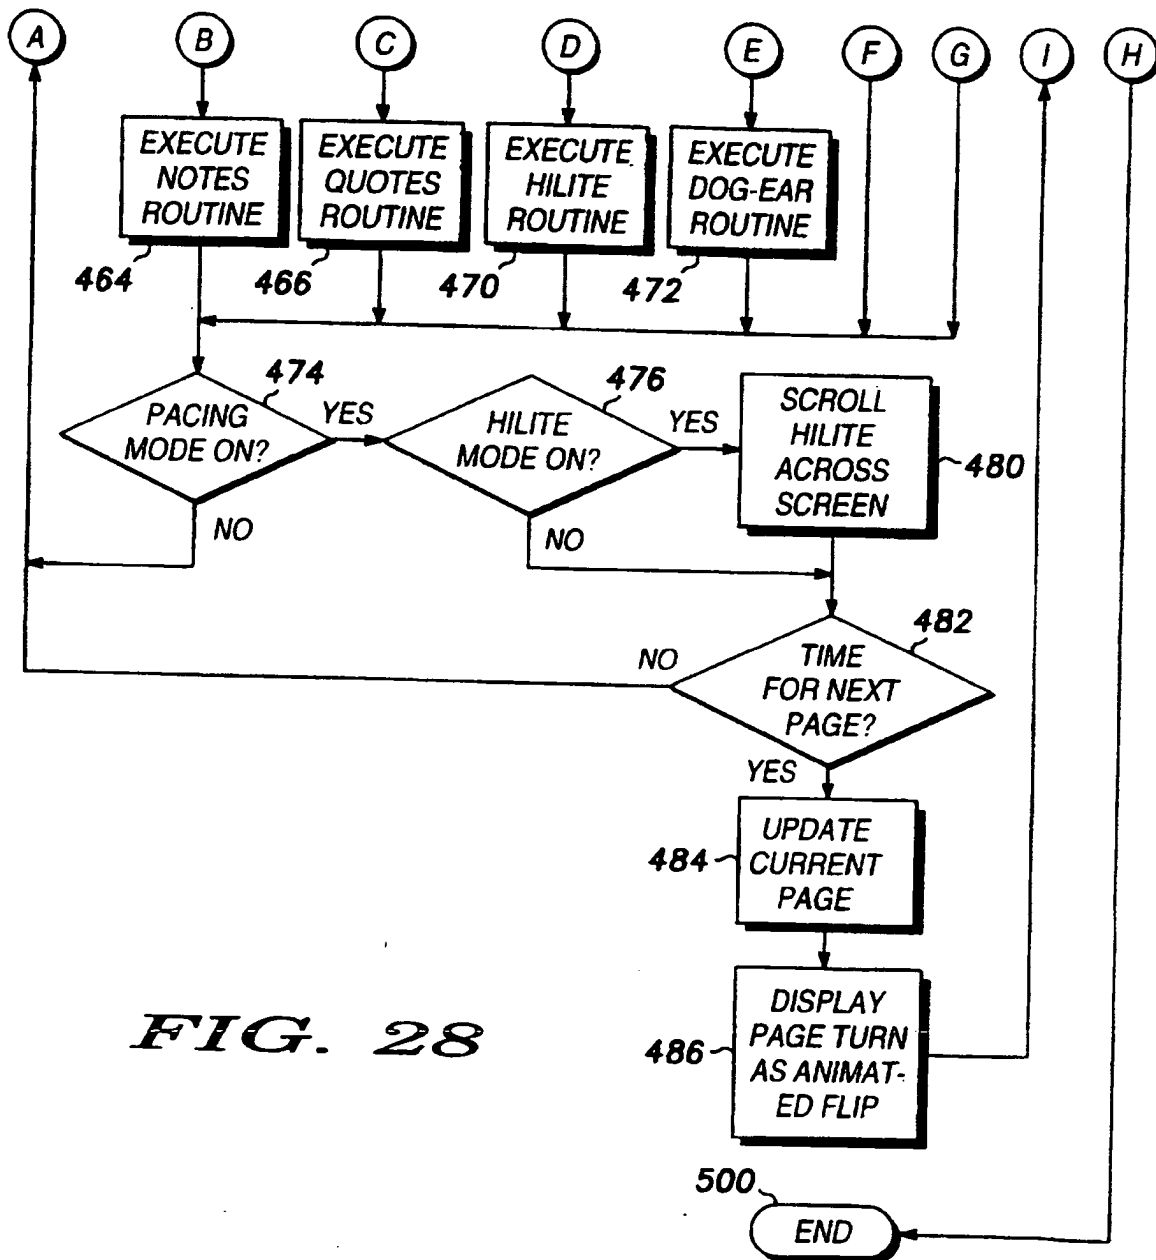 A B C D E F G I H
EXECUTE
NOTES
ROUTINE
464
EXECUTE
QUOTES
ROUTINE
466
EXECUTE
HILITE
ROUTINE
470
EXECUTE
DOG-EAR
ROUTINE
472
PACING
MODE ON?
474
YES
NO
HILITE
MODE ON?
476
YES
NO
SCROLL
HILITE
ACROSS
SCREEN
480
TIME
FOR NEXT
PAGE?
482
NO
YES
UPDATE
CURRENT
PAGE
484
DISPLAY
PAGE TURN
AS ANIMAT-
ED FLIP
486
500
END
FIG. 28